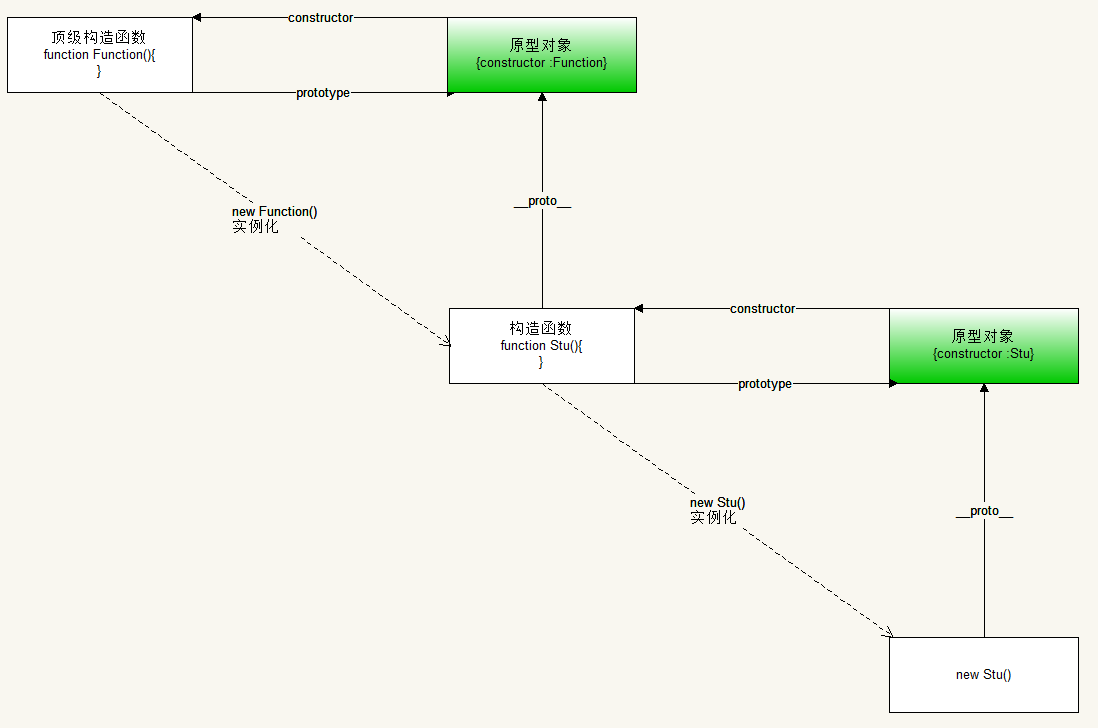 顶级构造函数
function Function(){
}
constructor
原型对象
{constructor :Function}
prototype
__proto__
new Function()
实例化
构造函数
function Stu(){
}
constructor
原型对象
{constructor :Stu}
prototype
new Stu()
实例化
__proto__
new Stu()